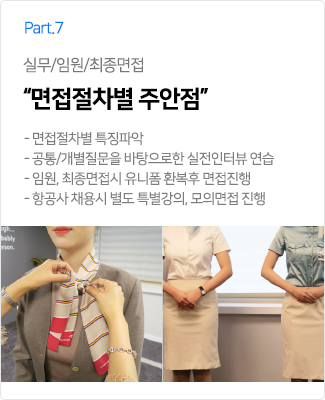 Part.7
실무/임원/최종면접
“면접절차별 주안점”
- 면접절차별 특징파악
- 공통/개별질문을 바탕으로한 실전인터뷰 연습
- 임원, 최종면접시 유니폼 환복후 면접진행
- 항공사 채용시 별도 특별강의, 모의면접 진행